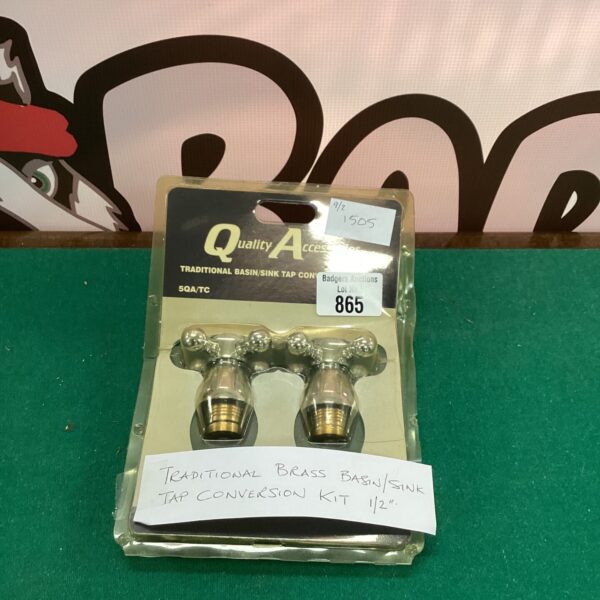 9/2
1505
Quality Accessories
TRADITIONAL BASIN/SINK TAP CONV
5QA/TC
Badgers Auctions
Lot No.
865
TRADITIONAL BRASS BASIN/SINK
TAP CONVERSION KIT 1/2"